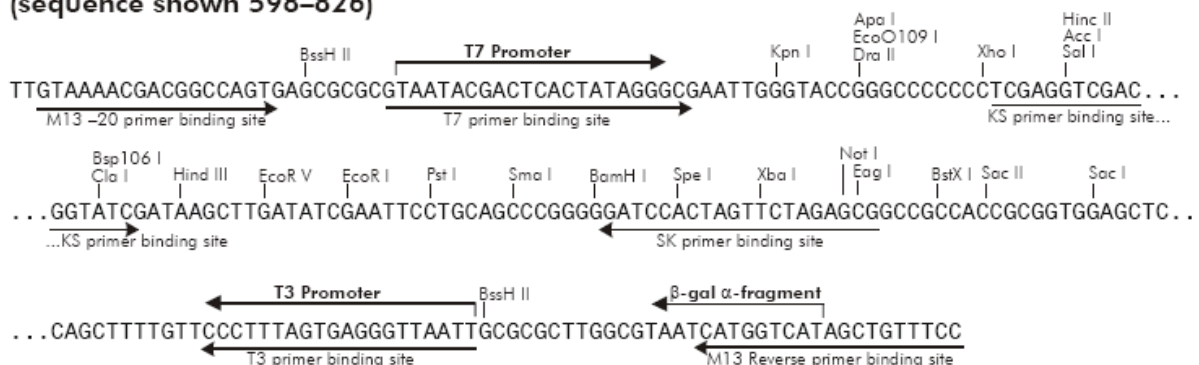 (sequence shown 598–826)
Apa I
Hinc II
EcoO109 I
Acc I
BssH II
T7 Promoter
Kpn I
Dra II
Xho I
Sal I
TTGTAAAACGACGGCCAGTGAGCGCGCGTAATACGACTCACTATAGGGCGAATTGGGTACCGGGCCCCCCCTCGAGGTCGAC...
M13 –20 primer binding site
T7 primer binding site
KS primer binding site...
Bsp106 I
Not I
Cla I
Hind III
EcoR V
EcoR I
Pst I
Sma I
BamH I
Spe I
Xba I
Eag I
BstX I
Sac II
Sac I
...GGTATCGATAAGCTTGATATCGAATTCCTGCAGCCCGGGGGATCCACTAGTTCTAGAGCGGCCGCCACCGCGGTGGAGCTC..
...KS primer binding site
SK primer binding site
T3 Promoter
BssH II
β-gal α-fragment
...CAGCTTTTGTTCCCTTTAGTGAGGGTTAATTGCGCGCTTGGCGTAATCATGGTCATAGCTGTTTCC
T3 primer binding site
M13 Reverse primer binding site